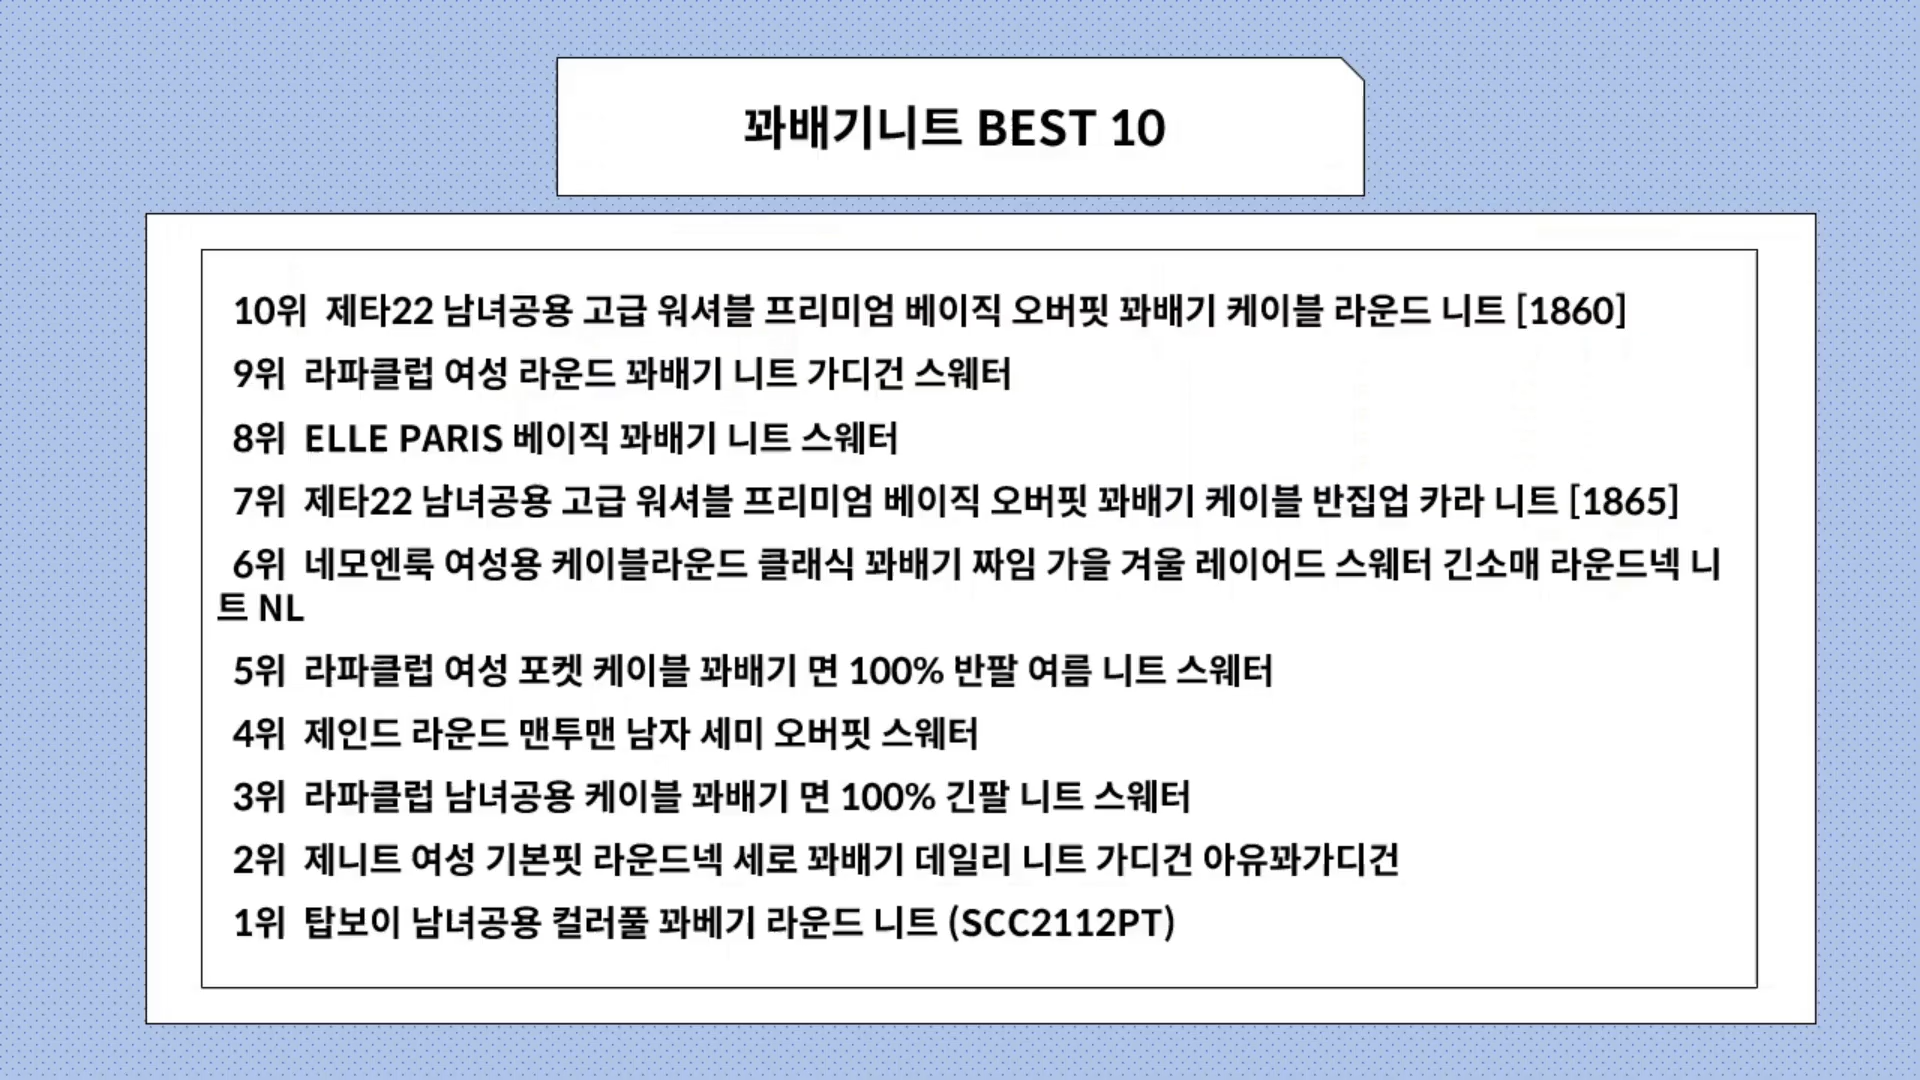 꽈배기니트 BEST 10
10위 제타22 남녀공용 고급 워셔블 프리미엄 베이직 오버핏 꽈배기 케이블 라운드 니트 [1860]
9위 라파클럽 여성 라운드 꽈배기 니트 가디건 스웨터
8위 ELLE PARIS 베이직 꽈배기 니트 스웨터
7위 제타22 남녀공용 고급 워셔블 프리미엄 베이직 오버핏 꽈배기 케이블 반집업 카라 니트 [1865]
6위 네모엔룩 여성용 케이블라운드 클래식 꽈배기 짜임 가을 겨울 레이어드 스웨터 긴소매 라운드넥 니
트 NL
5위 라파클럽 여성 포켓 케이블 꽈배기 면 100% 반팔 여름 니트 스웨터
4위 제인드 라운드 맨투맨 남자 세미 오버핏 스웨터
3위 라파클럽 남녀공용 케이블 꽈배기 면 100% 긴팔 니트 스웨터
2위 제니트 여성 기본핏 라운드넥 세로 꽈배기 데일리 니트 가디건 아유꽈가디건
1위 탑보이 남녀공용 컬러풀 꽈베기 라운드 니트 (SCC2112PT)